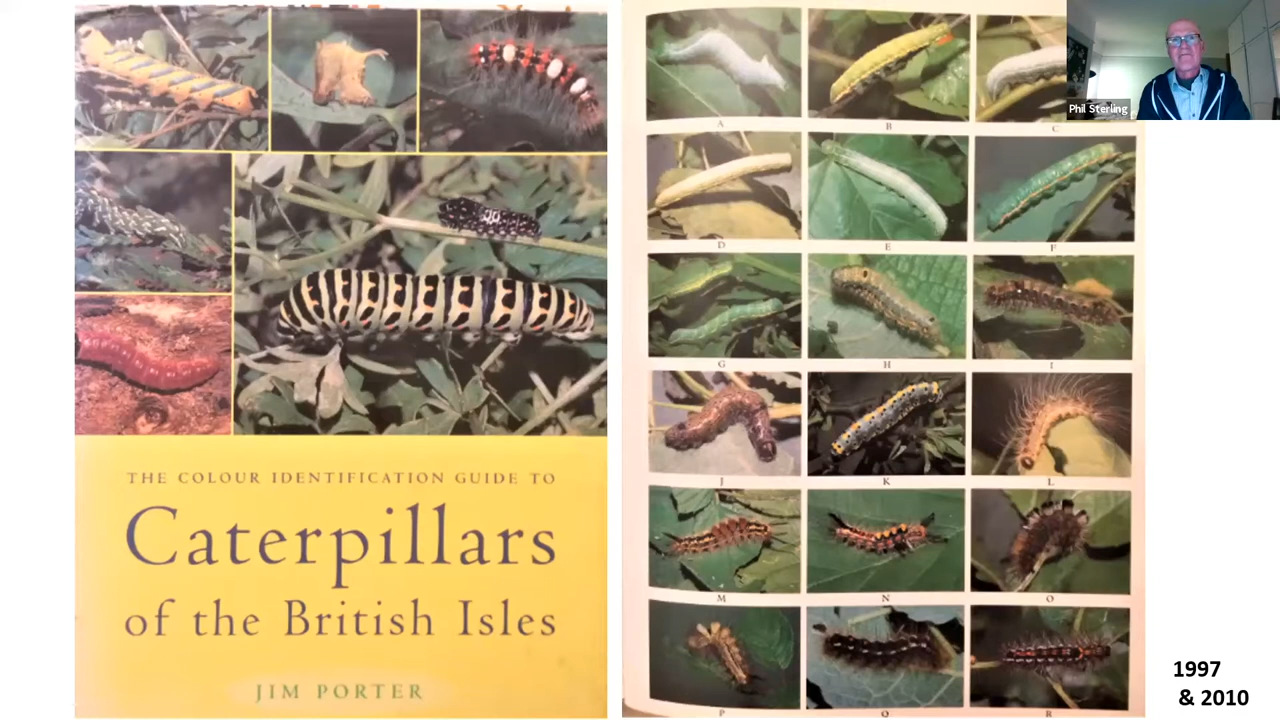 THE COLOUR IDENTIFICATION GUIDE TO
Caterpillars
of the British Isles
JIM PORTER
A
B
C
D
E
F
G
H
I
J
K
L
M
N
O
P
Q
R
Phil Sterling
1997
& 2010